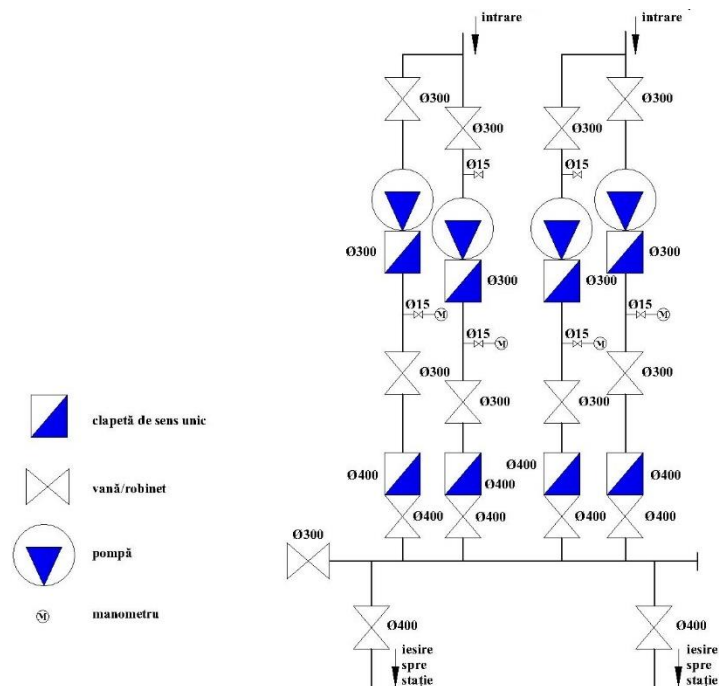 intrare
intrare
Ø300
Ø300
Ø300
Ø300
Ø15
Ø15
Ø300
Ø300
Ø300
Ø300
Ø15
Ø15
Ø15
Ø15
M
M
M
M
Ø300
Ø300
Ø300
Ø300
clapetă de sens unic
Ø400
Ø400
Ø400
Ø400
vană/robinet
Ø400
Ø400
Ø400
Ø400
Ø300
pompă
M
manometru
Ø400
Ø400
iesire
spre
stație
iesire
spre
stație